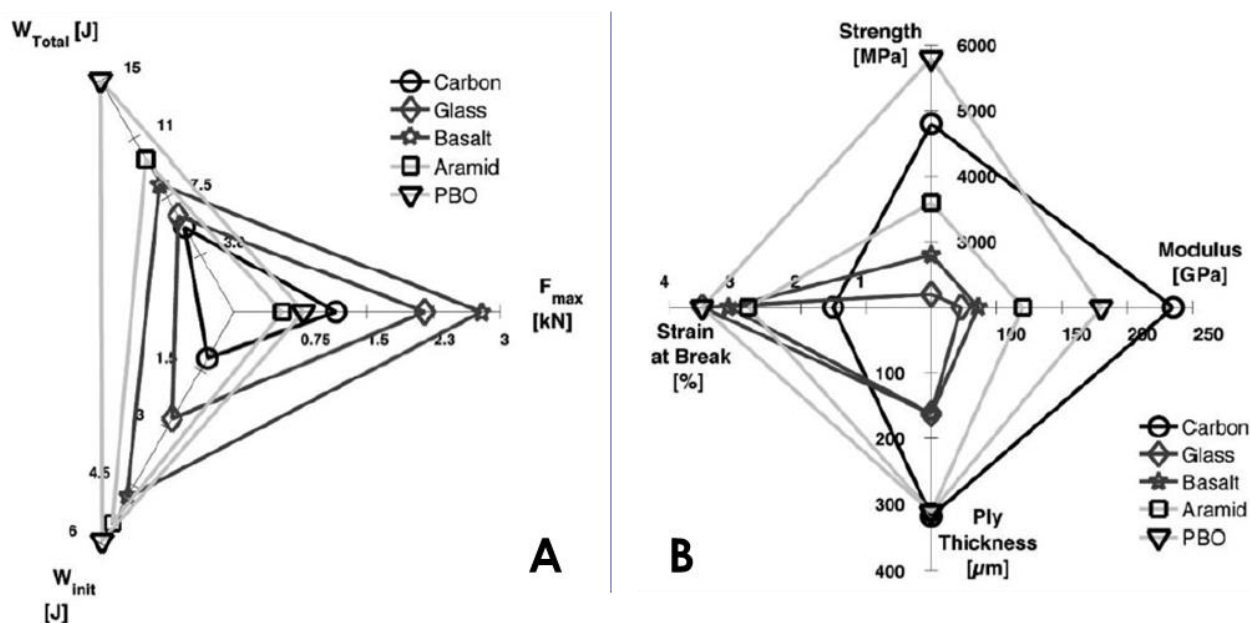 W_Total [J]
15
11
7.5
3.8
Carbon
Glass
Basalt
Aramid
PBO
F_max
[kN]
0.75
1.5
2.3
3
1.5
3
4.5
6
W_init
[J]
A
Strength
[MPa]
6000
5000
4000
3000
Modulus
[GPa]
4
3
2
1
100
150
200
250
Strain
at Break
[%]
100
200
300
400
Ply
Thickness
[µm]
Carbon
Glass
Basalt
Aramid
PBO
B